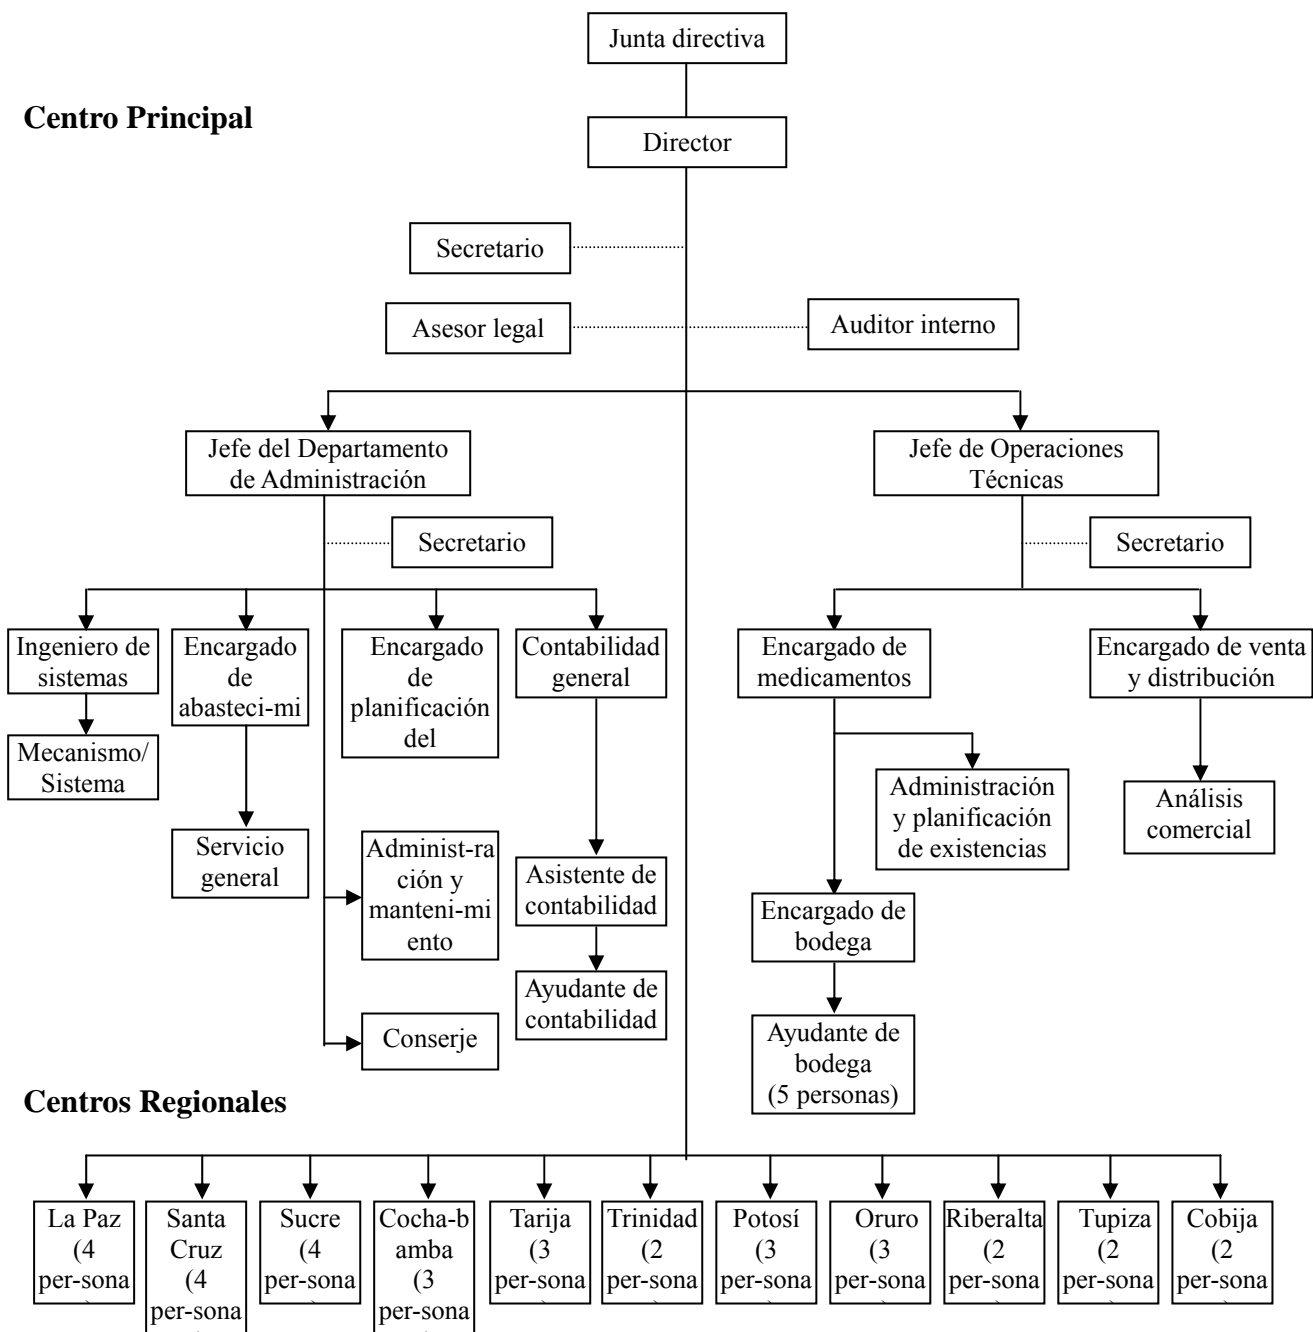 Junta directiva
Centro Principal
Director
Secretario
Asesor legal
Auditor interno
Jefe del Departamento
de Administración
Jefe de Operaciones
Técnicas
Secretario
Secretario
Ingeniero de
sistemas
Encargado
de
abasteci-mi
Encargado
de
planificación
del
Contabilidad
general
Encargado de
medicamentos
Encargado de venta
y distribución
Mecanismo/
Sistema
Administración
y planificación
de existencias
Análisis
comercial
Servicio
general
Administ-ra
ción y
manteni-mi
ento
Asistente de
contabilidad
Encargado de
bodega
Ayudante de
contabilidad
Conserje
Ayudante de
bodega
(5 personas)
Centros Regionales
La Paz
(4
per-sona
Santa
Cruz
(4
per-sona
Sucre
(4
per-sona
Cocha-b
amba
(3
per-sona
Tarija
(3
per-sona
Trinidad
(2
per-sona
Potosí
(3
per-sona
Oruro
(3
per-sona
Riberalta
(2
per-sona
Tupiza
(2
per-sona
Cobija
(2
per-sona